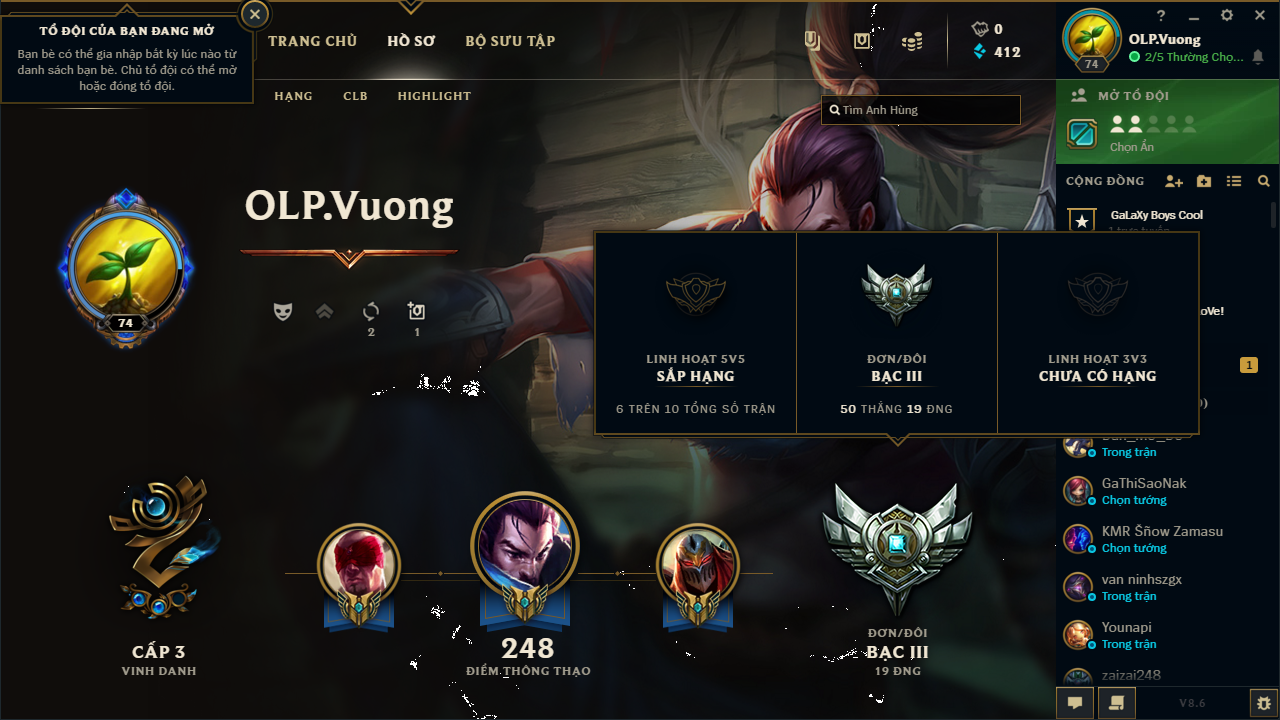 TỔ ĐỘI CỦA BẠN ĐANG MỞ
Bạn bè có thể gia nhập bất kỳ lúc nào từ
danh sách bạn bè. Chủ tổ đội có thể mở
hoặc đóng tổ đội.
TRANG CHỦ
HỒ SƠ
BỘ SƯU TẬP
0
412
OLP.Vuong
74
2/5 Thường Chọ...
HẠNG
CLB
HIGHLIGHT
Tìm Anh Hùng
MỞ TỔ ĐỘI
Chọn Ẩn
CỘNG ĐỒNG
GaLaXy Boys Cool
OLP.Vuong
74
2
1
LINH HOẠT 5V5
SẮP HẠNG
6 TRÊN 10 TỔNG SỐ TRẬN
ĐƠN/ĐÔI
BẠC III
50 THẮNG 19 ĐNG
LINH HOẠT 3V3
CHƯA CÓ HẠNG
oVe!
1
Trong trận
GaThiSaoNak
Chọn tướng
KMR Šñow Zamasu
Chọn tướng
van ninhszgx
Trong trận
Younapi
Trong trận
zaizai248
CẤP 3
VINH DANH
248
ĐIỂM THÔNG THẠO
ĐƠN/ĐÔI
BẠC III
19 ĐNG
V8.6